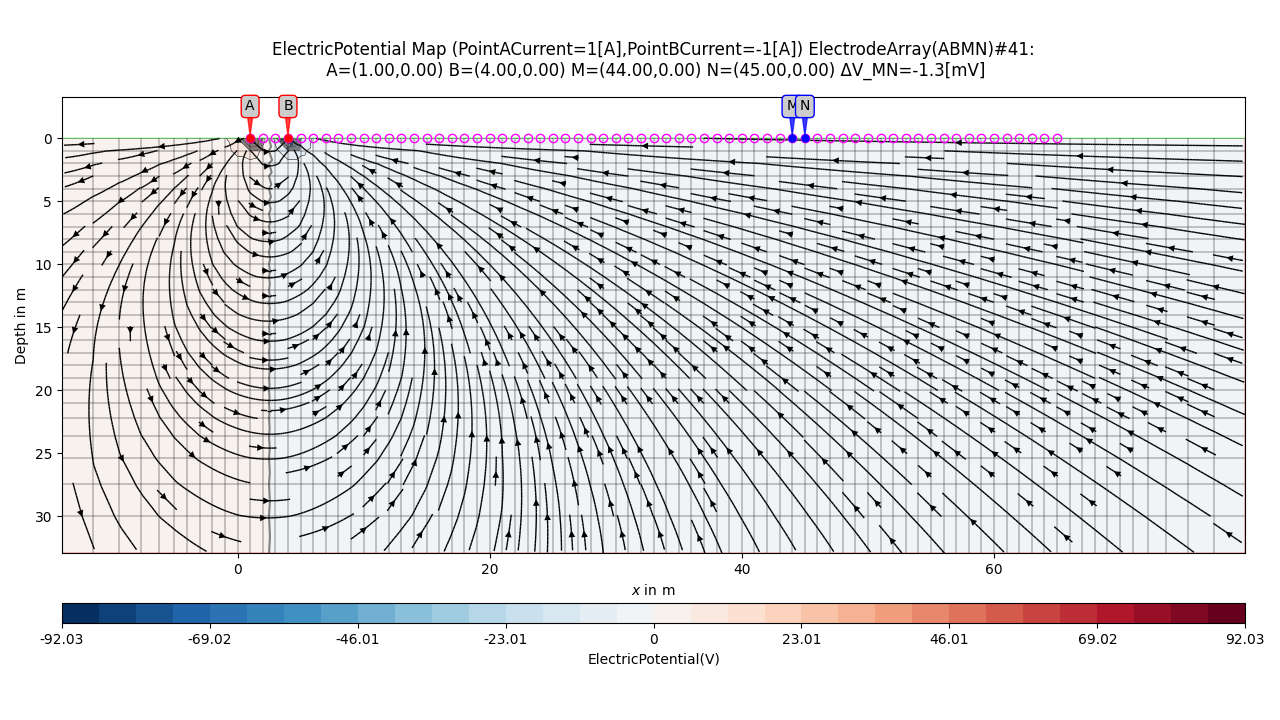 ElectricPotential Map (PointACurrent=1[A],PointBCurrent=-1[A]) ElectrodeArray(ABMN)#41:
A=(1.00,0.00) B=(4.00,0.00) M=(44.00,0.00) N=(45.00,0.00) ΔV_MN=-1.3[mV]
A B M N
0
5
10
15
20
25
30
Depth in m
0 20 40 60
x in m
-92.03 -69.02 -46.01 -23.01 0 23.01 46.01 69.02 92.03
ElectricPotential(V)